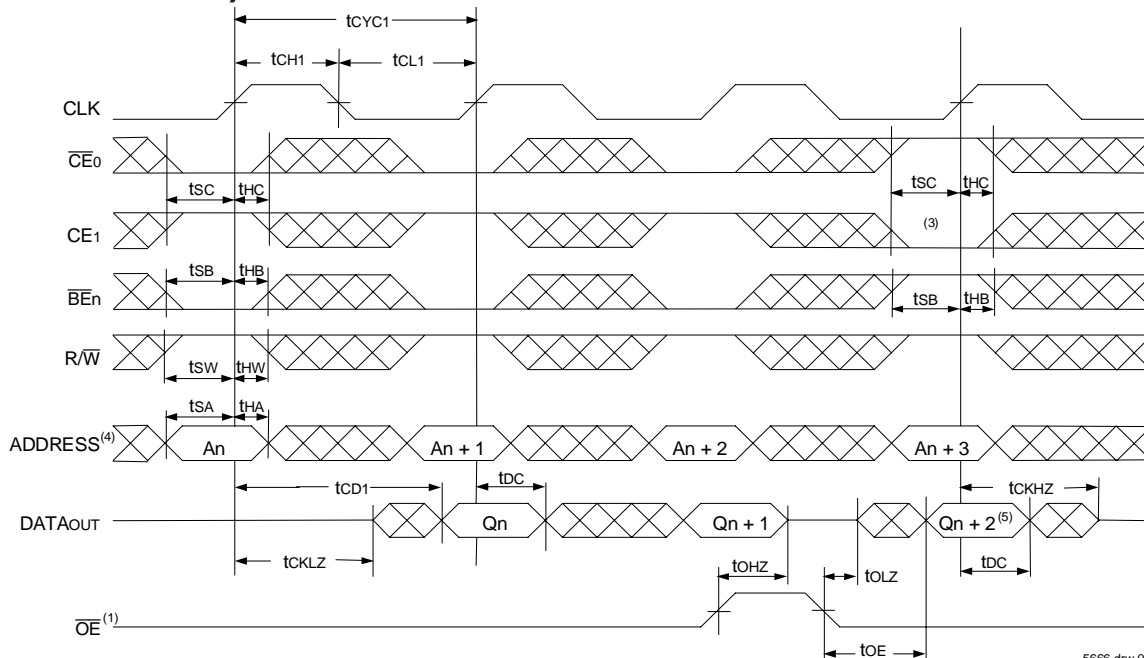 tCYC1
tCH1 tCL1
CLK
CE0
tSC tHC tSC tHC
CE1 (3)
tSB tHB
BEn tSB tHB
R/W
tSW tHW
tSA tHA
ADDRESS(4) An An + 1 An + 2 An + 3
tCD1 tDC tCKHZ
DATAOUT Qn Qn + 1 Qn + 2(5)
tCKLZ tOHZ tOLZ tDC
OE(1)
tOE